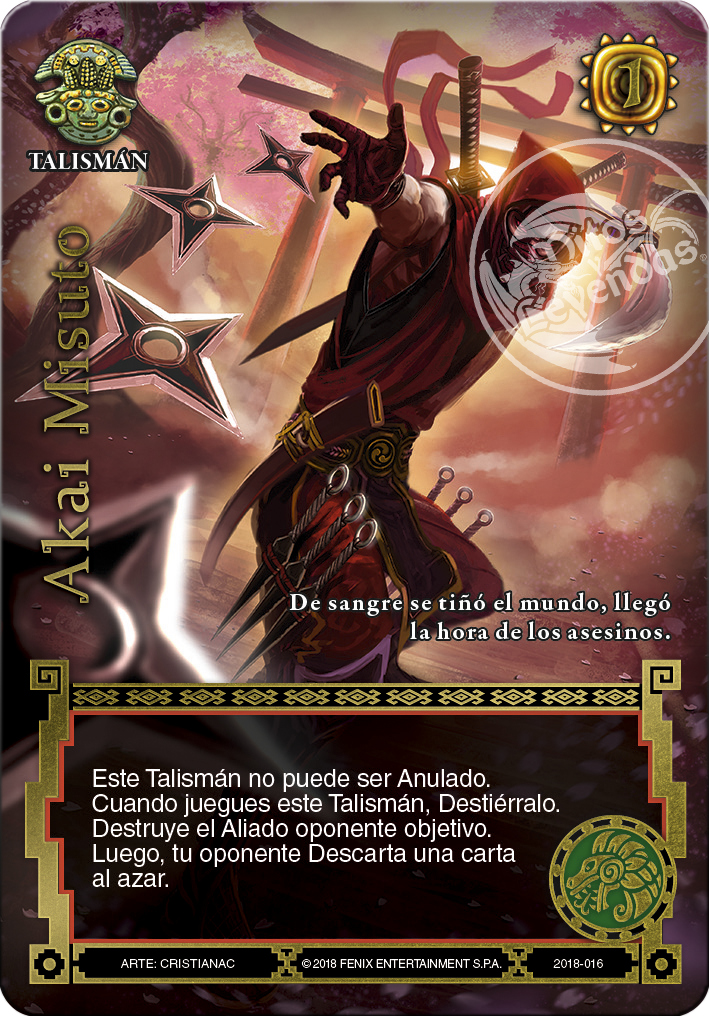 TALISMÁN
1
Akai Misuto
Mitos
Leyendas
De sangre se tiñó el mundo, llegó
la hora de los asesinos.
Este Talismán no puede ser Anulado.
Cuando juegues este Talismán, Destiérralo.
Destruye el Aliado oponente objetivo.
Luego, tu oponente Descarta una carta
al azar.
ARTE: CRISTIANAC
©2018 FENIX ENTERTAINMENT S.P.A.
2018-016